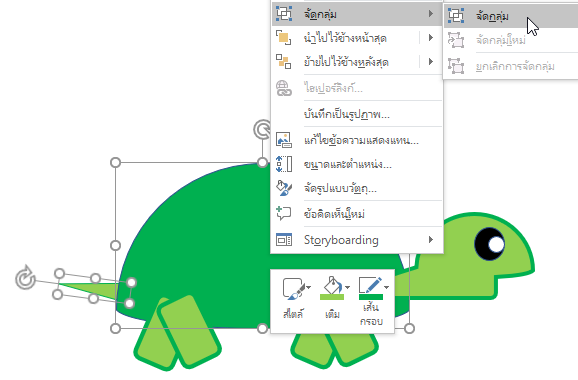 จัดกลุ่ม
นำไปไว้ข้างหน้าสุด
ย้ายไปไว้ข้างหลังสุด
ไฮเปอร์ลิงก์...
บันทึกเป็นรูปภาพ...
แก้ไขข้อความแสดงแทน...
ขนาดและตำแหน่ง...
จัดรูปแบบวัตถุ...
ข้อคิดเห็นใหม่
Storyboarding
จัดกลุ่ม
จัดกลุ่มใหม่
ยกเลิกการจัดกลุ่ม
สไตล์
เติม
เส้น
กรอบ